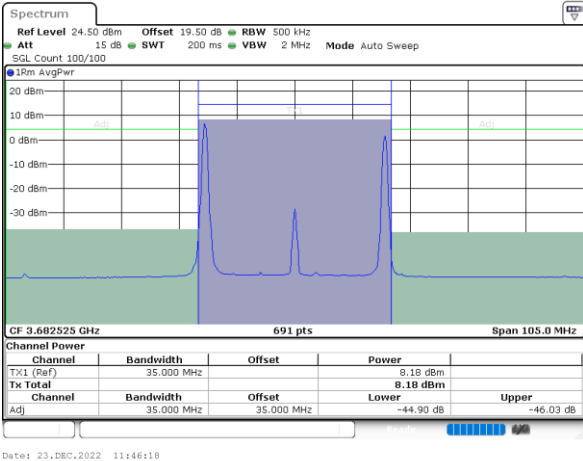 Spectrum
Ref Level 24.50 dBm Offset 19.50 dB RBW 500 kHz
Att 15 dB SWT 200 ms VBW 2 MHz Mode Auto Sweep
SGL Count 100/100
1Rm AvgPwr
20 dBm
10 dBm
Adj Adj
0 dBm
-10 dBm
-20 dBm
-30 dBm
CF 3.682525 GHz 691 pts Span 105.0 MHz
Channel Power
Channel Bandwidth Offset Power
TX1 (Ref) 35.000 MHz 8.18 dBm
Tx Total 8.18 dBm
Channel Bandwidth Offset Lower Upper
Adj 35.000 MHz 35.000 MHz -44.90 dB -46.03 dB
Ready
Date: 23.DEC.2022 11:46:18